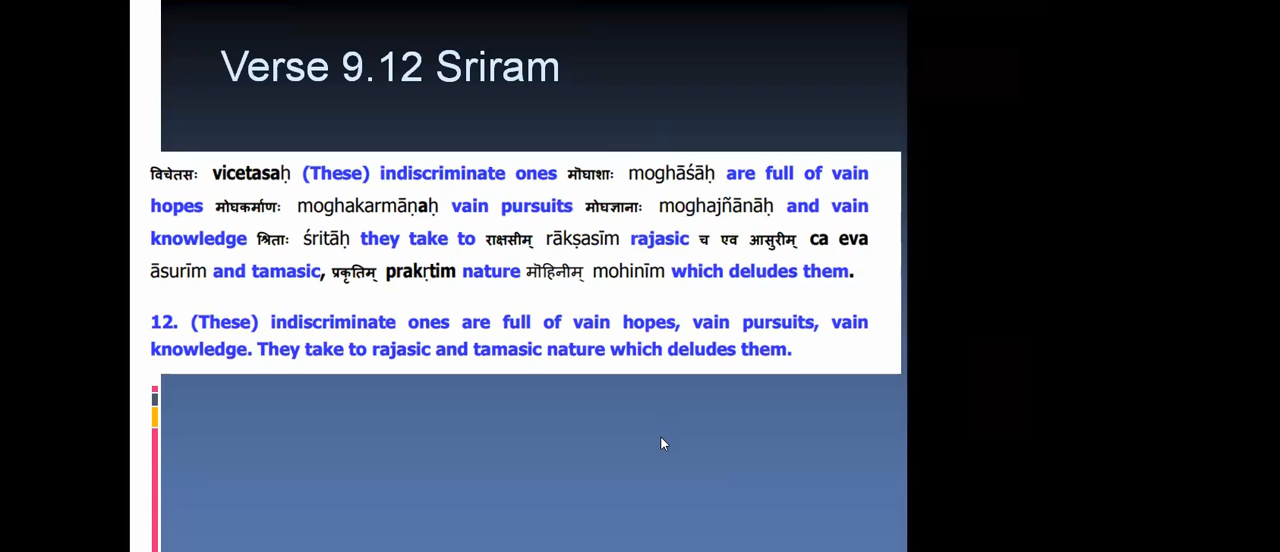 Verse 9.12 Sriram
विचेतसः vicetasaḥ (These) indiscriminate ones मॊघाशाः moghāśāḥ are full of vain
hopes मोघकर्माणः moghakarmāṇaḥ vain pursuits मोघज्ञानाः moghajñānāḥ and vain
knowledge श्रिताः śritāḥ they take to राक्षसीम् rākṣasīm rajasic च एव आसुरीम् ca eva
āsurīm and tamasic, प्रकृतिम् prakṛtim nature मॊहिनीम् mohinīm which deludes them.
12. (These) indiscriminate ones are full of vain hopes, vain pursuits, vain
knowledge. They take to rajasic and tamasic nature which deludes them.